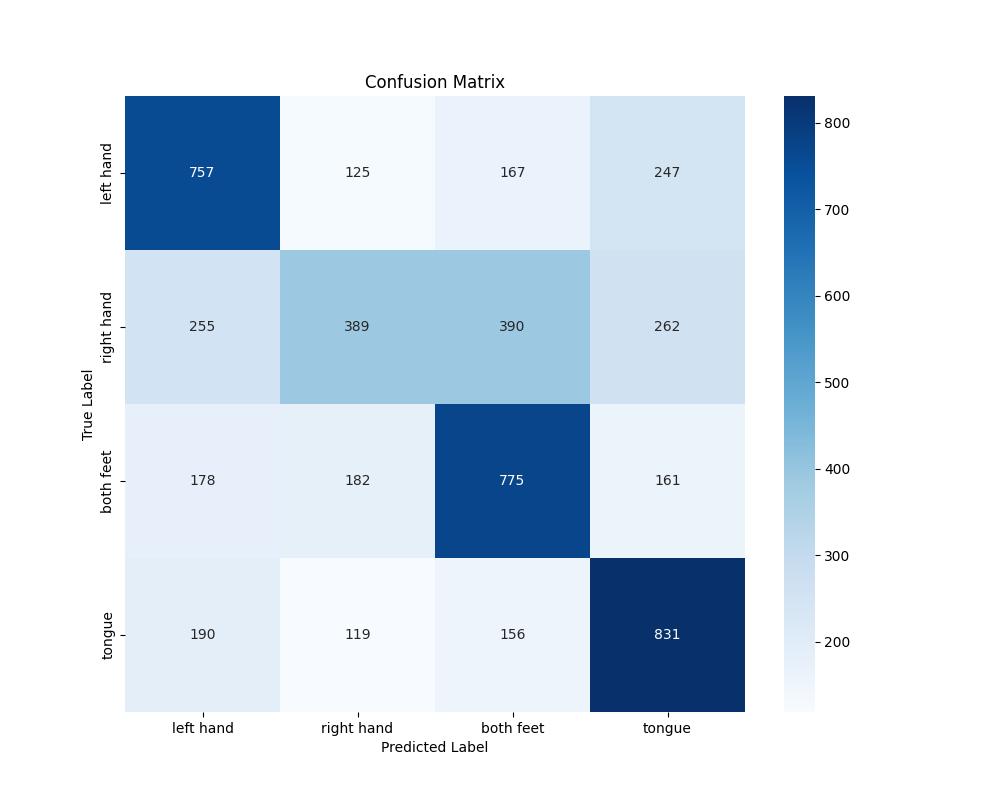 Confusion Matrix
left hand 757 125 167 247
right hand 255 389 390 262
both feet 178 182 775 161
tongue 190 119 156 831
True Label
left hand right hand both feet tongue
Predicted Label
800
700
600
500
400
300
200